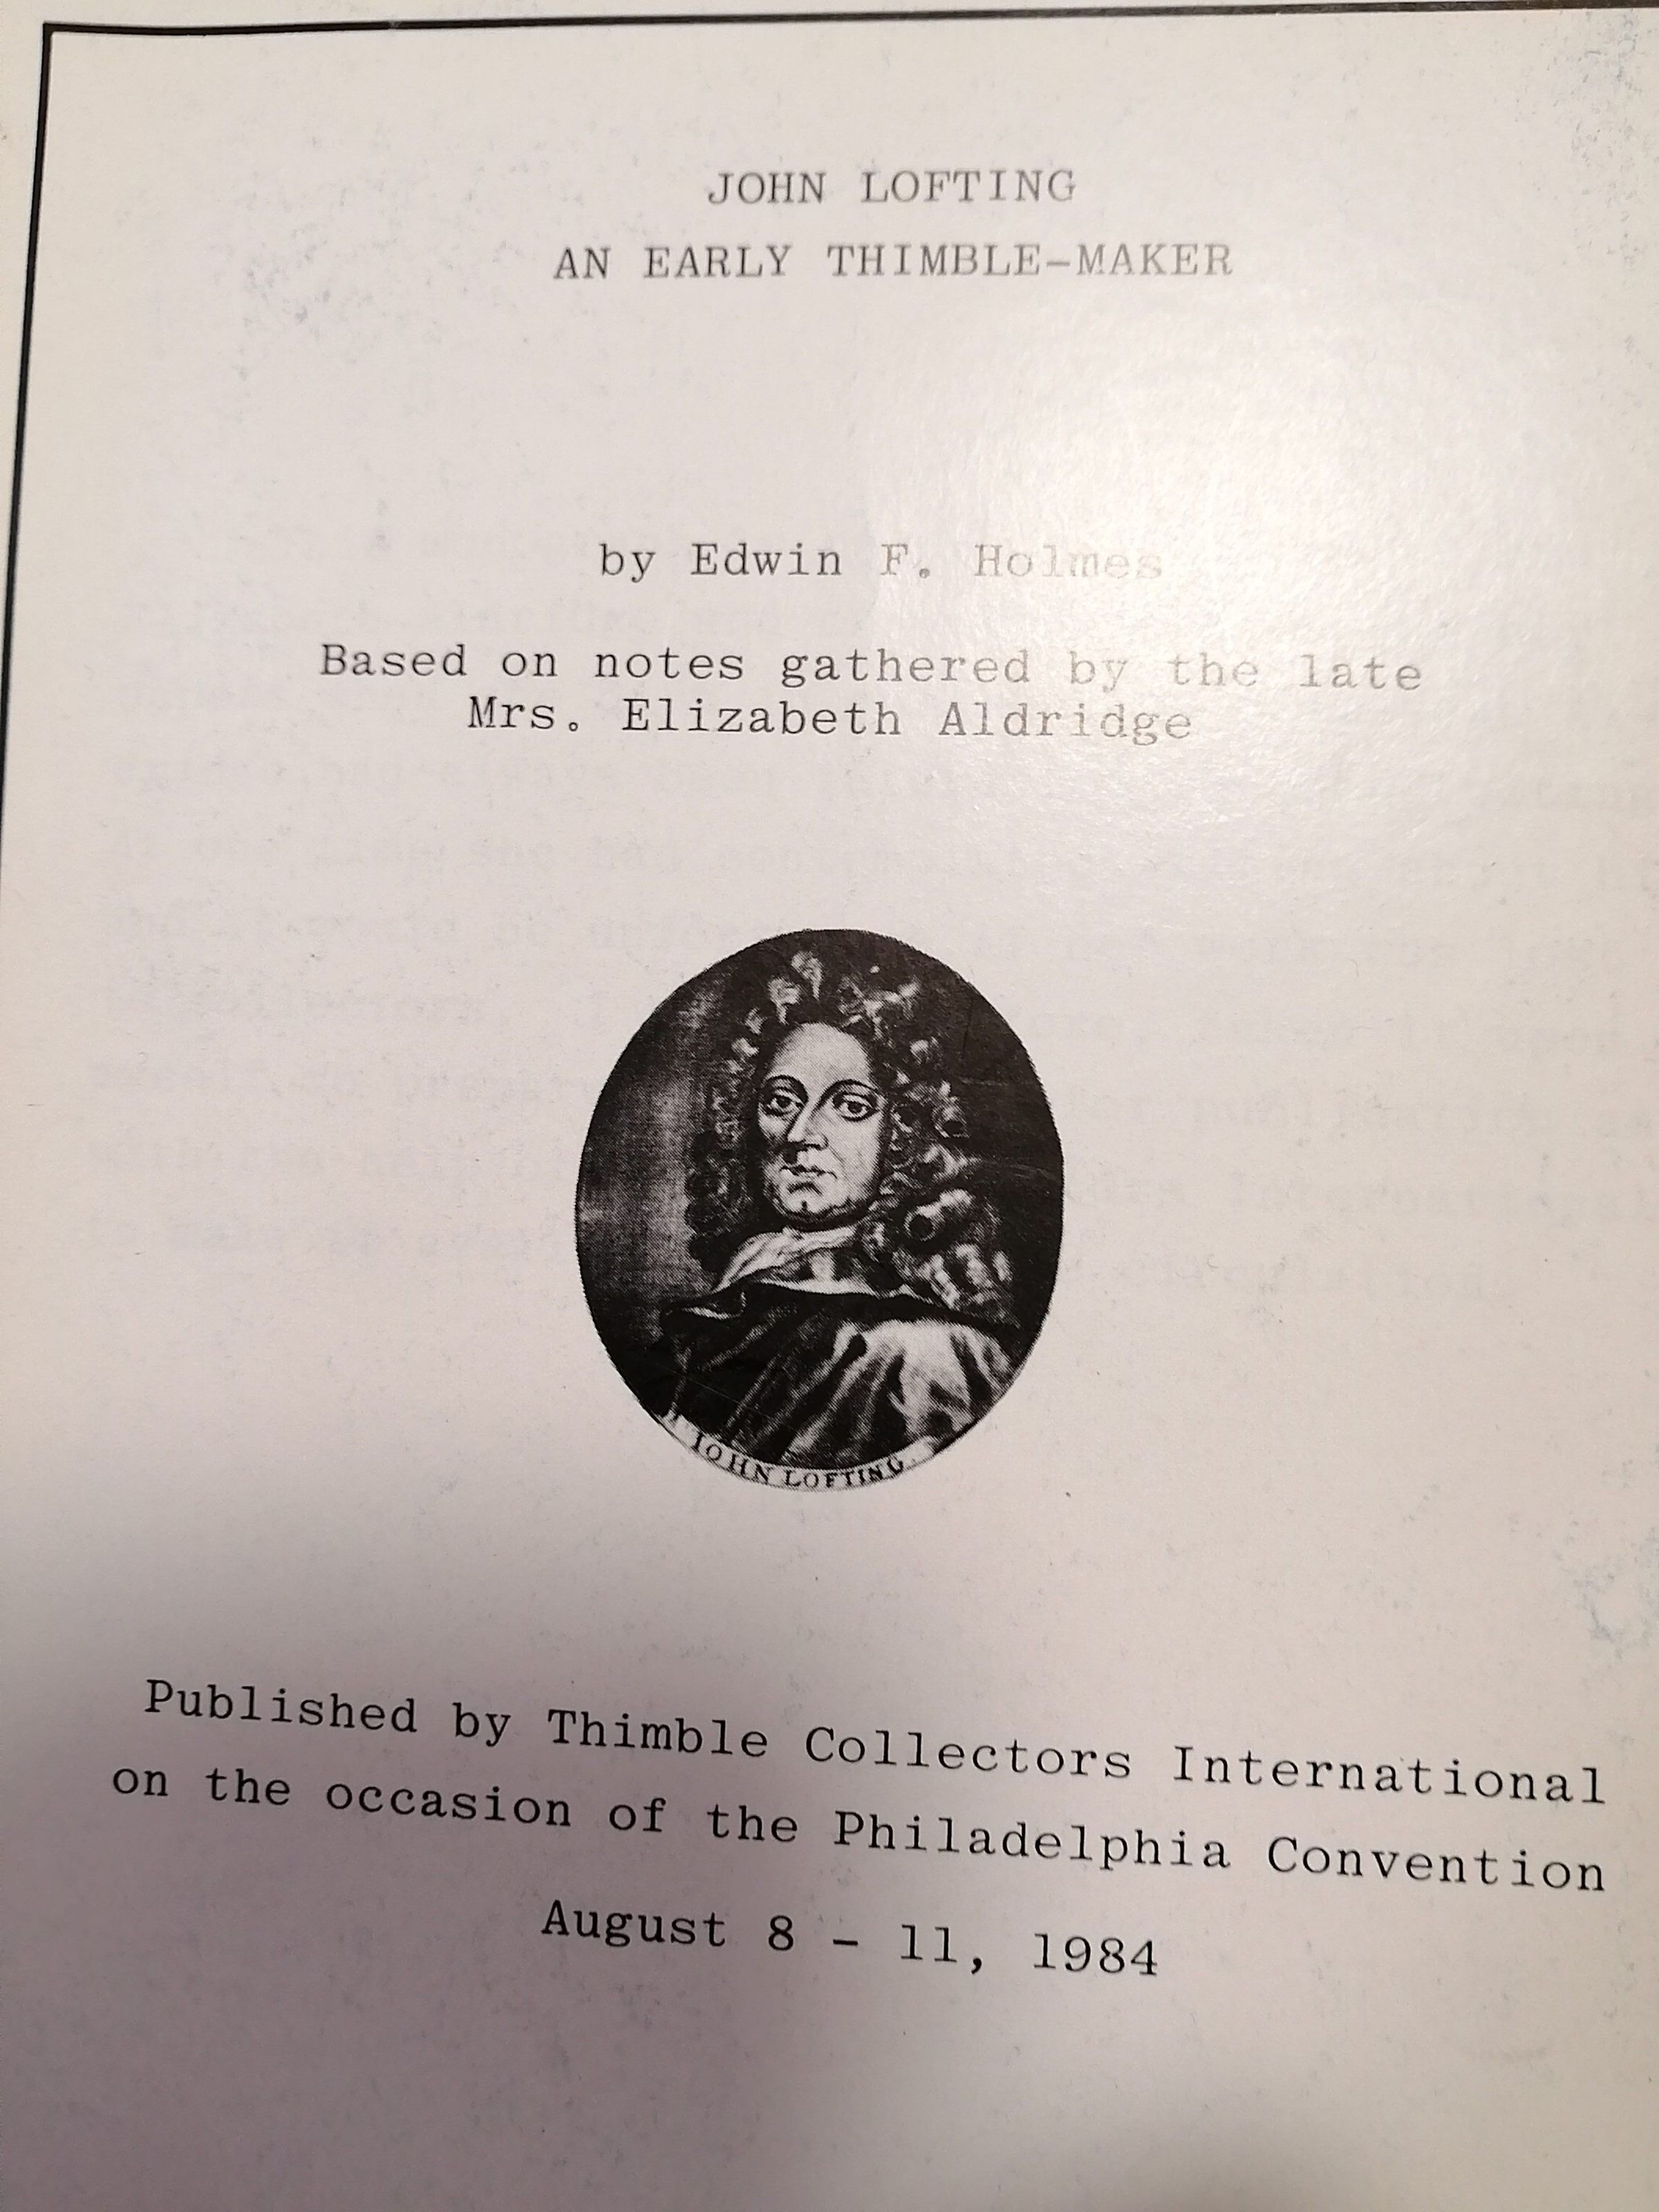 JOHN LOFTING
AN EARLY THIMBLE-MAKER
by Edwin F. Holmes
Based on notes gathered by the late
Mrs. Elizabeth Aldridge
IOHN LOFTING.
Published by Thimble Collectors International
on the occasion of the Philadelphia Convention
August 8 - 11, 1984